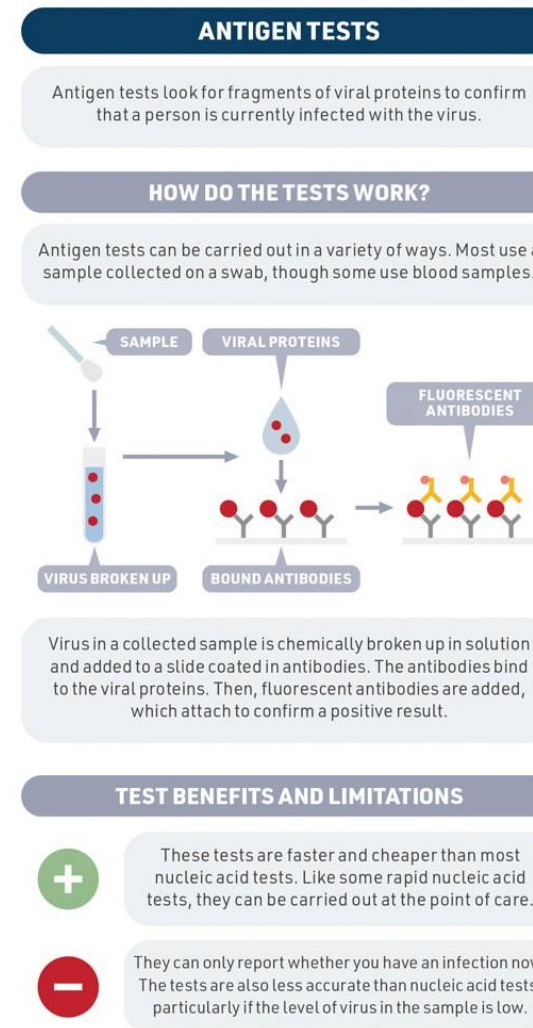 ANTIGEN TESTS
Antigen tests look for fragments of viral proteins to confirm
that a person is currently infected with the virus.
HOW DO THE TESTS WORK?
Antigen tests can be carried out in a variety of ways. Most use a
sample collected on a swab, though some use blood samples.
SAMPLE
VIRAL PROTEINS
FLUORESCENT
ANTIBODIES
VIRUS BROKEN UP
BOUND ANTIBODIES
Virus in a collected sample is chemically broken up in solution
and added to a slide coated in antibodies. The antibodies bind
to the viral proteins. Then, fluorescent antibodies are added,
which attach to confirm a positive result.
TEST BENEFITS AND LIMITATIONS
These tests are faster and cheaper than most
nucleic acid tests. Like some rapid nucleic acid
tests, they can be carried out at the point of care.
They can only report whether you have an infection now
The tests are also less accurate than nucleic acid tests
particularly if the level of virus in the sample is low.